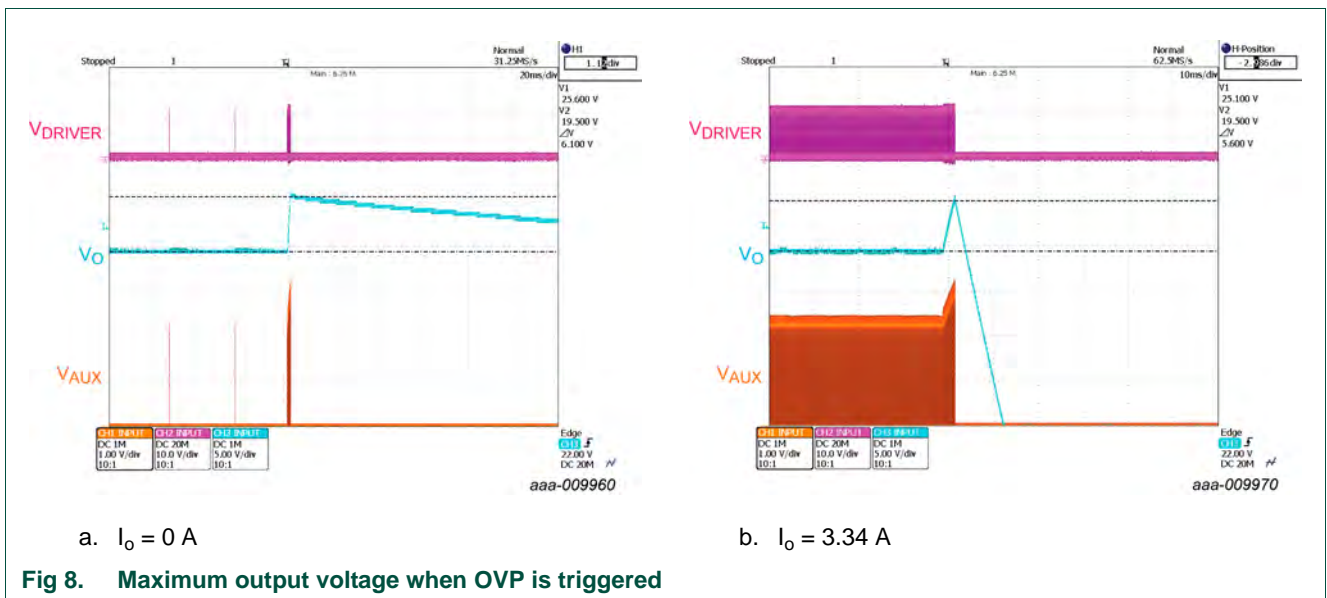 Stopped
1
Normal
31.25MS/s
20ms/div
Main : 6.25 M
H1
V1
25.600 V
V2
19.500 V
⊿V
6.100 V
VDRIVER
VO
VAUX
CH1 INPUT
DC 1M
1.00 V/div
10:1
CH2 INPUT
DC 20M
10.0 V/div
10:1
CH3 INPUT
DC 1M
5.00 V/div
10:1
Edge
CH3
22.00 V
DC 20M
aaa-009960
a. Io = 0 A
Stopped
1
Normal
62.5MS/s
10ms/div
Main : 6.25 M
H-Position
V1
25.100 V
V2
19.500 V
⊿V
5.600 V
VDRIVER
VO
VAUX
CH1 INPUT
DC 1M
1.00 V/div
10:1
CH2 INPUT
DC 20M
10.0 V/div
10:1
CH3 INPUT
DC 1M
5.00 V/div
10:1
Edge
CH3
22.00 V
DC 20M
aaa-009970
b. Io = 3.34 A
Fig 8. Maximum output voltage when OVP is triggered